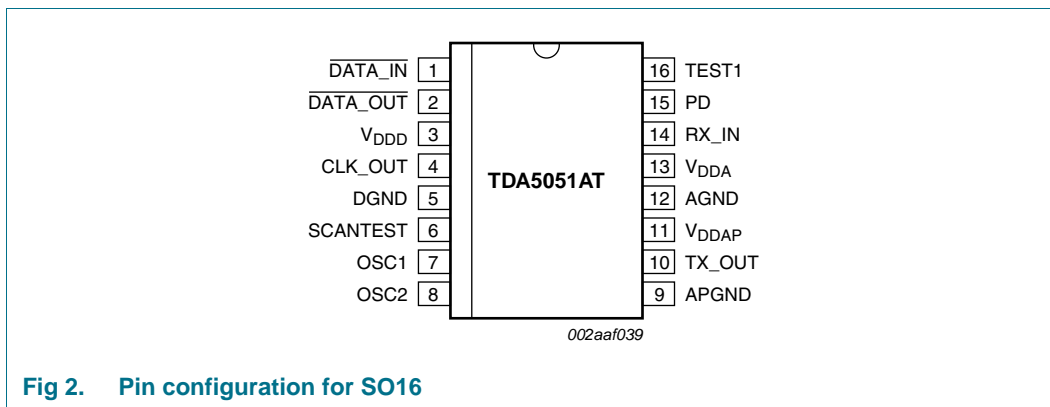 DATA_IN 1
DATA_OUT 2
VDDD 3
CLK_OUT 4
DGND 5
SCANTEST 6
OSC1 7
OSC2 8
TDA5051AT
16 TEST1
15 PD
14 RX_IN
13 VDDA
12 AGND
11 VDDAP
10 TX_OUT
9 APGND
002aaf039
Fig 2. Pin configuration for SO16